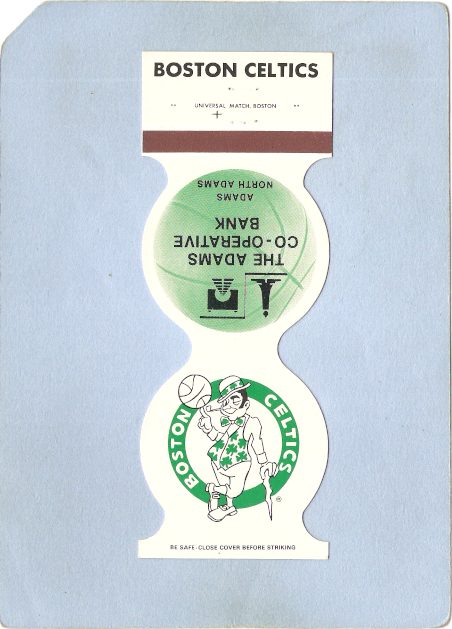 BOSTON CELTICS
UNIVERSAL MATCH, BOSTON
THE ADAMS
CO-OPERATIVE
BANK
ADAMS
NORTH ADAMS
BOSTON CELTICS
®
BE SAFE-CLOSE COVER BEFORE STRIKING